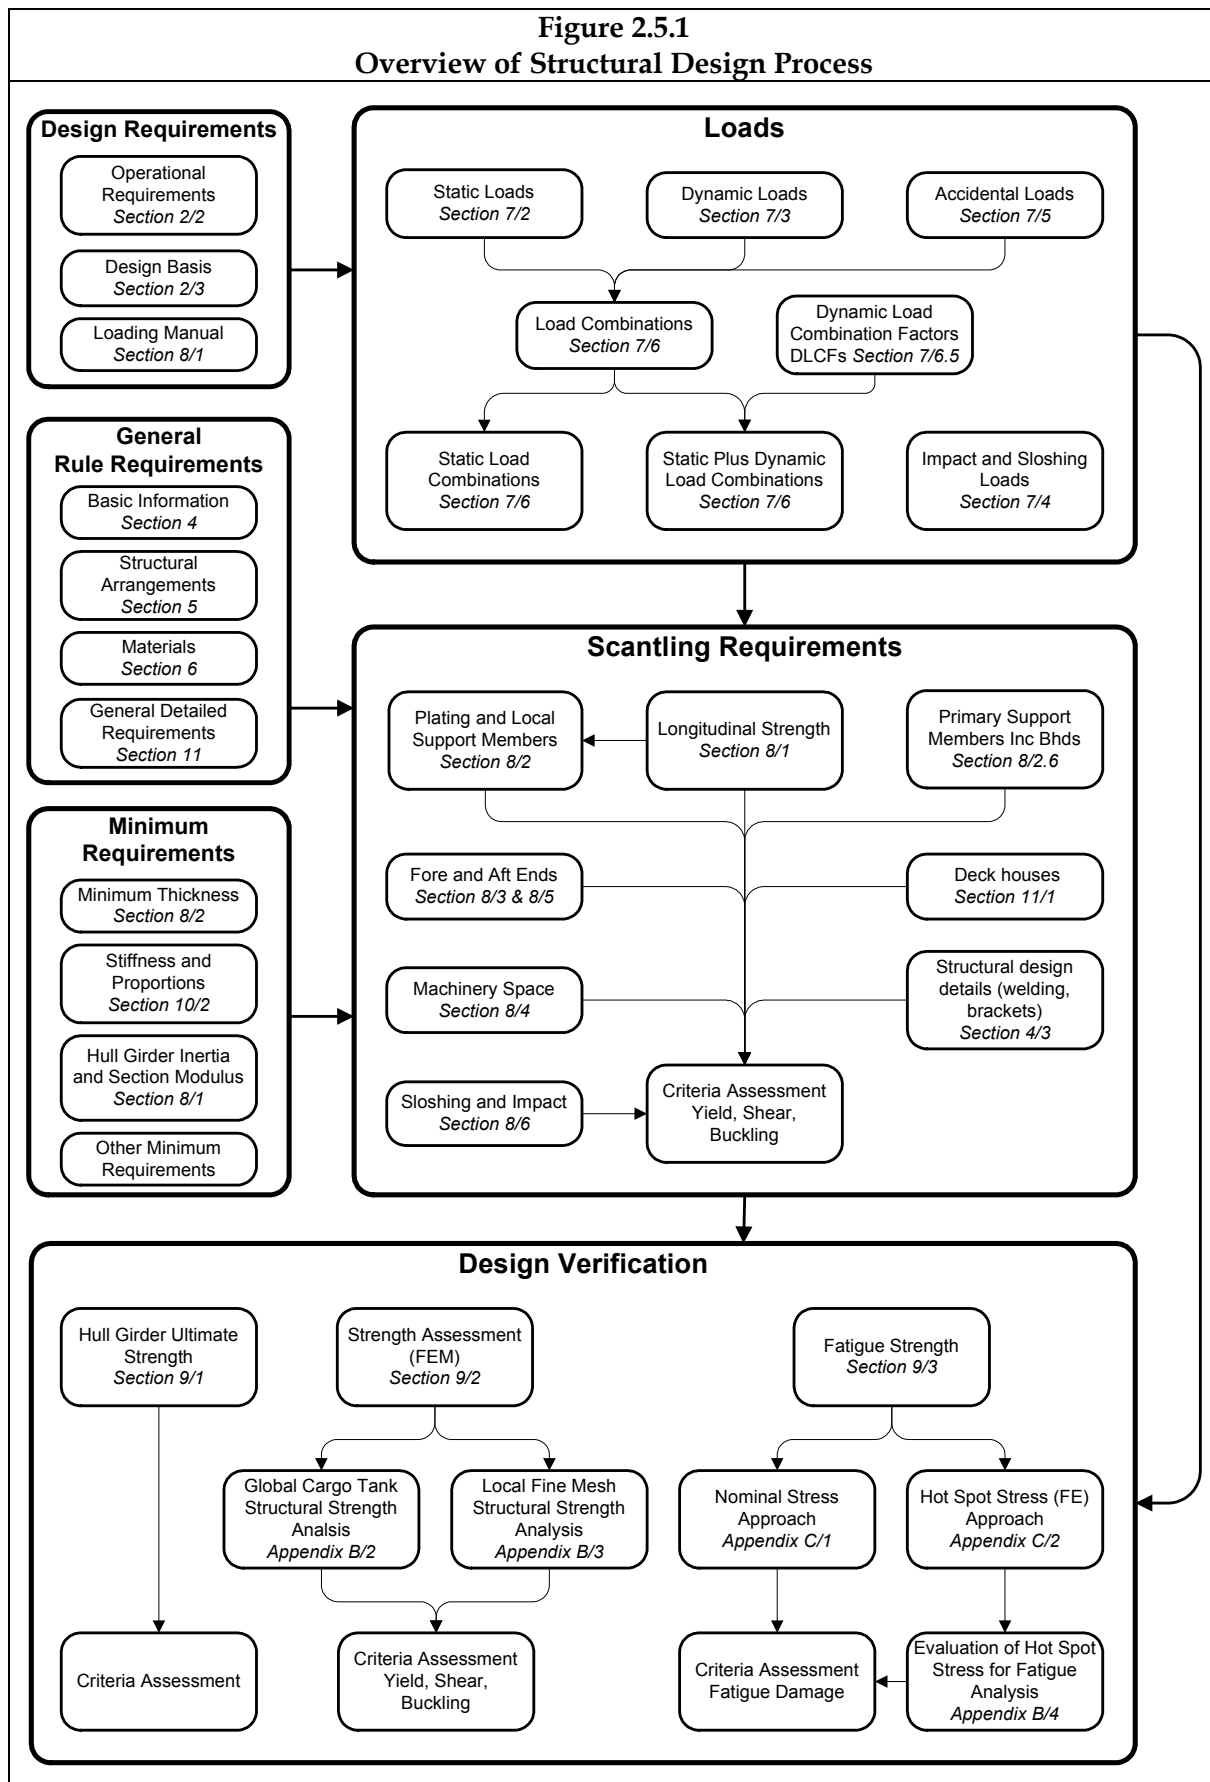 Figure 2.5.1
Overview of Structural Design Process
Design Requirements
Operational
Requirements
Section 2/2
Design Basis
Section 2/3
Loading Manual
Section 8/1
General
Rule Requirements
Basic Information
Section 4
Structural
Arrangements
Section 5
Materials
Section 6
General Detailed
Requirements
Section 11
Minimum
Requirements
Minimum Thickness
Section 8/2
Stiffness and
Proportions
Section 10/2
Hull Girder Inertia
and Section Modulus
Section 8/1
Other Minimum
Requirements
Loads
Static Loads
Section 7/2
Dynamic Loads
Section 7/3
Accidental Loads
Section 7/5
Load Combinations
Section 7/6
Dynamic Load
Combination Factors
DLCFs Section 7/6.5
Static Load
Combinations
Section 7/6
Static Plus Dynamic
Load Combinations
Section 7/6
Impact and Sloshing
Loads
Section 7/4
Scantling Requirements
Plating and Local
Support Members
Section 8/2
Longitudinal Strength
Section 8/1
Primary Support
Members Inc Bhds
Section 8/2.6
Fore and Aft Ends
Section 8/3 & 8/5
Deck houses
Section 11/1
Machinery Space
Section 8/4
Structural design
details (welding,
brackets)
Section 4/3
Sloshing and Impact
Section 8/6
Criteria Assessment
Yield, Shear,
Buckling
Design Verification
Hull Girder Ultimate
Strength
Section 9/1
Strength Assessment
(FEM)
Section 9/2
Fatigue Strength
Section 9/3
Global Cargo Tank
Structural Strength
Analsis
Appendix B/2
Local Fine Mesh
Structural Strength
Analysis
Appendix B/3
Nominal Stress
Approach
Appendix C/1
Hot Spot Stress (FE)
Approach
Appendix C/2
Criteria Assessment
Criteria Assessment
Yield, Shear,
Buckling
Criteria Assessment
Fatigue Damage
Evaluation of Hot Spot
Stress for Fatigue
Analysis
Appendix B/4